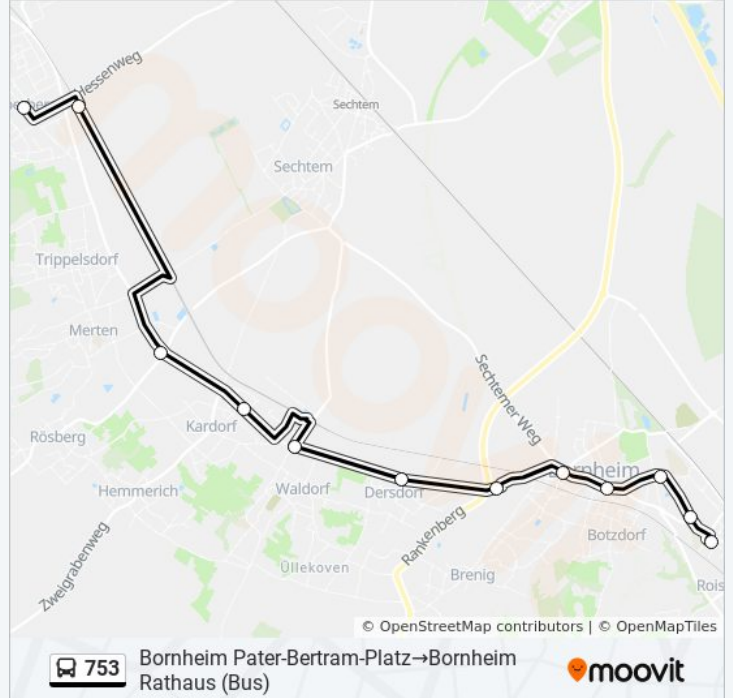 Hessenweg
Sechtem
Sechtem
Trippelsdorf
Merten
Sechtemer Weg
Kardorf
Rösberg
Bornheim
Hemmerich
Waldorf
Dersdorf
Rankenberg
Botzdorf
Zweigrabenweg
Üllekoven
Brenig
Rois
© OpenStreetMap contributors | © OpenMapTiles
753
Bornheim Pater-Bertram-Platz→Bornheim
Rathaus (Bus)
moovit